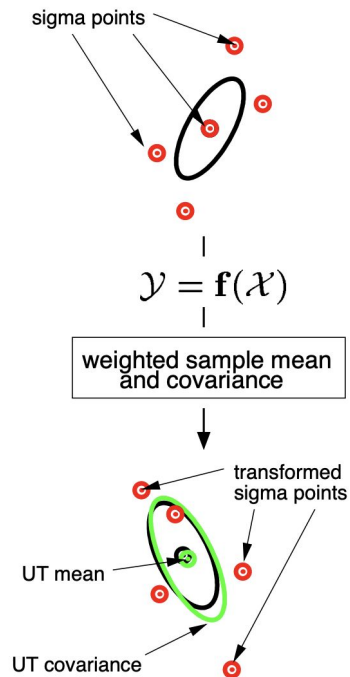 sigma points
𝒴 = f(𝒳)
weighted sample mean
and covariance
transformed
sigma points
UT mean
UT covariance